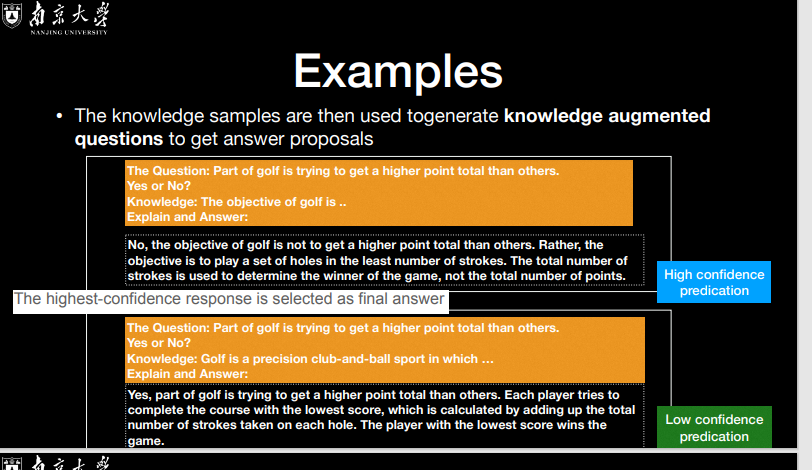 南京大学
NANJING UNIVERSITY
Examples
• The knowledge samples are then used togenerate knowledge augmented
questions to get answer proposals
The Question: Part of golf is trying to get a higher point total than others.
Yes or No?
Knowledge: The objective of golf is ..
Explain and Answer:
No, the objective of golf is not to get a higher point total than others. Rather, the
objective is to play a set of holes in the least number of strokes. The total number of
strokes is used to determine the winner of the game, not the total number of points.
High confidence
predication
The highest-confidence response is selected as final answer
The Question: Part of golf is trying to get a higher point total than others.
Yes or No?
Knowledge: Golf is a precision club-and-ball sport in which …
Explain and Answer:
Yes, part of golf is trying to get a higher point total than others. Each player tries to
complete the course with the lowest score, which is calculated by adding up the total
number of strokes taken on each hole. The player with the lowest score wins the
game.
Low confidence
predication